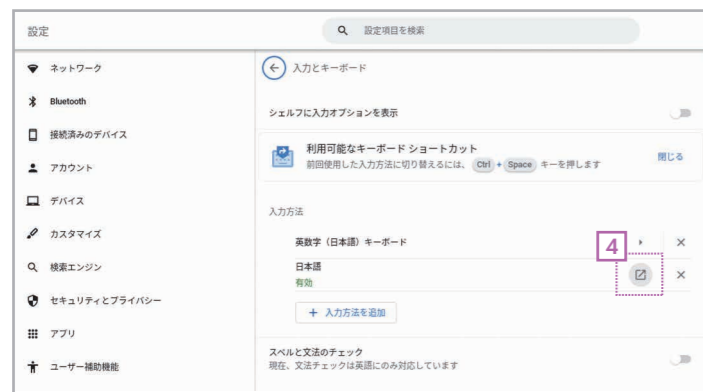 設定
設定項目を検索
ネットワーク
Bluetooth
接続済みのデバイス
アカウント
デバイス
カスタマイズ
検索エンジン
セキュリティとプライバシー
アプリ
ユーザー補助機能
入力とキーボード
シェルフに入力オプションを表示
利用可能なキーボード ショートカット
前回使用した入力方法に切り替えるには、 Ctrl + Space キーを押します
閉じる
入力方法
英数字（日本語）キーボード
4
日本語
有効
+ 入力方法を追加
スペルと文法のチェック
現在、文法チェックは英語にのみ対応しています